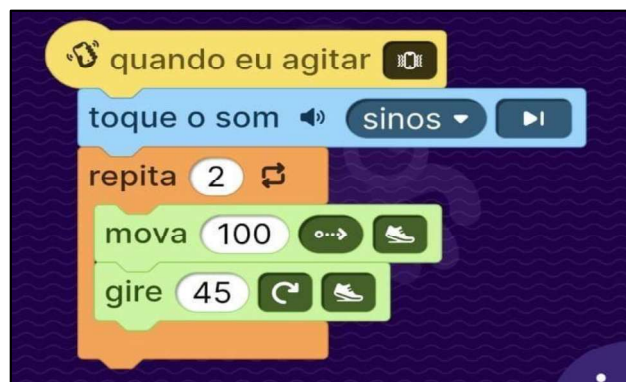 quando eu agitar
toque o som sinos
repita 2
mova 100
gire 45